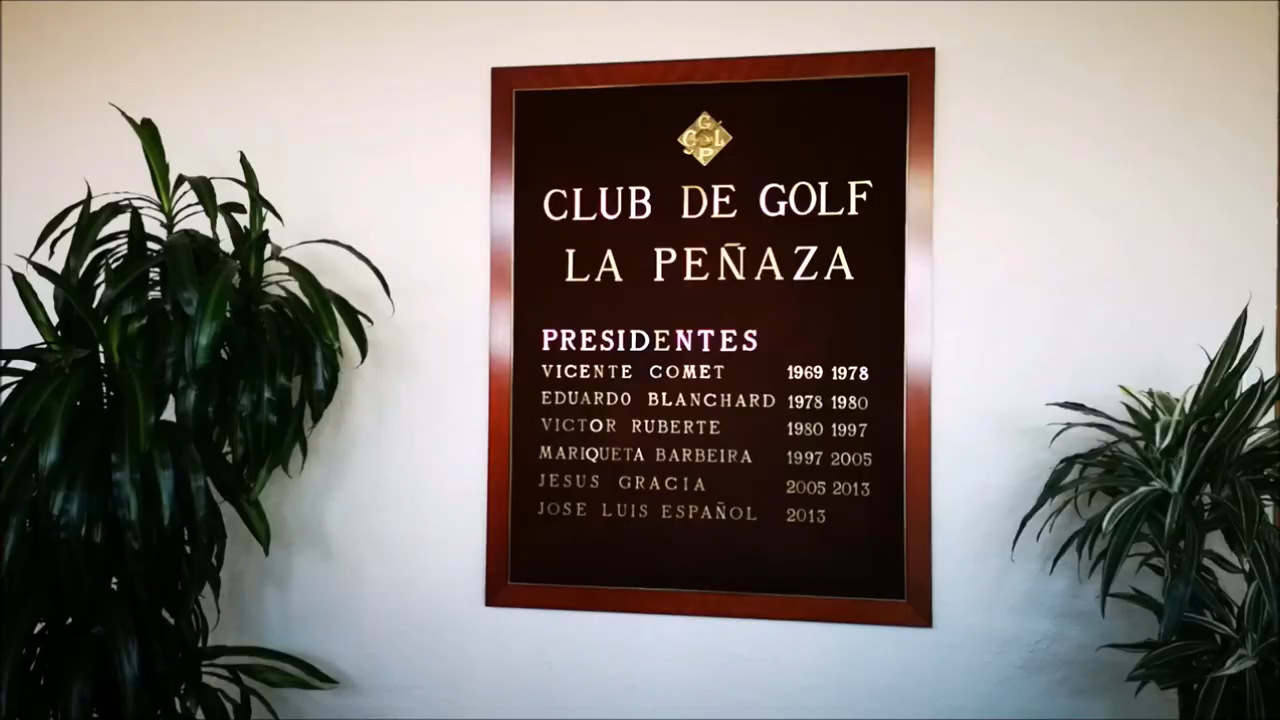 G
C G L
P
CLUB DE GOLF
LA PEÑAZA
PRESIDENTES
VICENTE COMET 1969 1978
EDUARDO BLANCHARD 1978 1980
VICTOR RUBERTE 1980 1997
MARIQUETA BARBEIRA 1997 2005
JESUS GRACIA 2005 2013
JOSE LUIS ESPAÑOL 2013